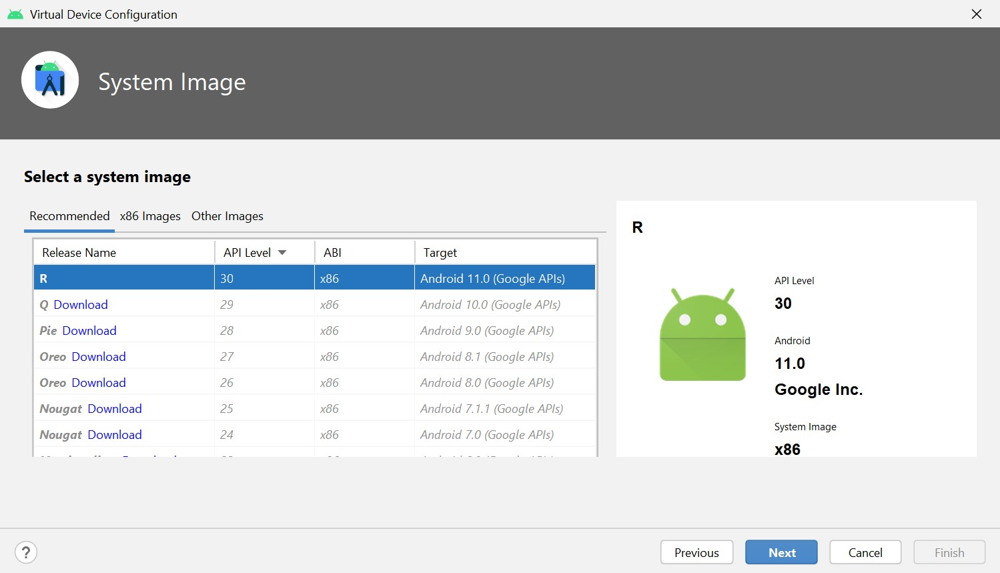 Virtual Device Configuration
System Image
Select a system image
Recommended x86 Images Other Images
Release Name API Level ABI Target
R 30 x86 Android 11.0 (Google APIs)
Q Download 29 x86 Android 10.0 (Google APIs)
Pie Download 28 x86 Android 9.0 (Google APIs)
Oreo Download 27 x86 Android 8.1 (Google APIs)
Oreo Download 26 x86 Android 8.0 (Google APIs)
Nougat Download 25 x86 Android 7.1.1 (Google APIs)
Nougat Download 24 x86 Android 7.0 (Google APIs)
R
API Level
30
Android
11.0
Google Inc.
System Image
x86
?
Previous Next Cancel Finish